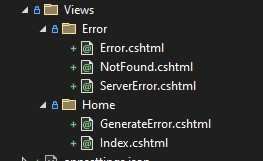 Views
Error
Error.cshtml
NotFound.cshtml
ServerError.cshtml
Home
GenerateError.cshtml
Index.cshtml